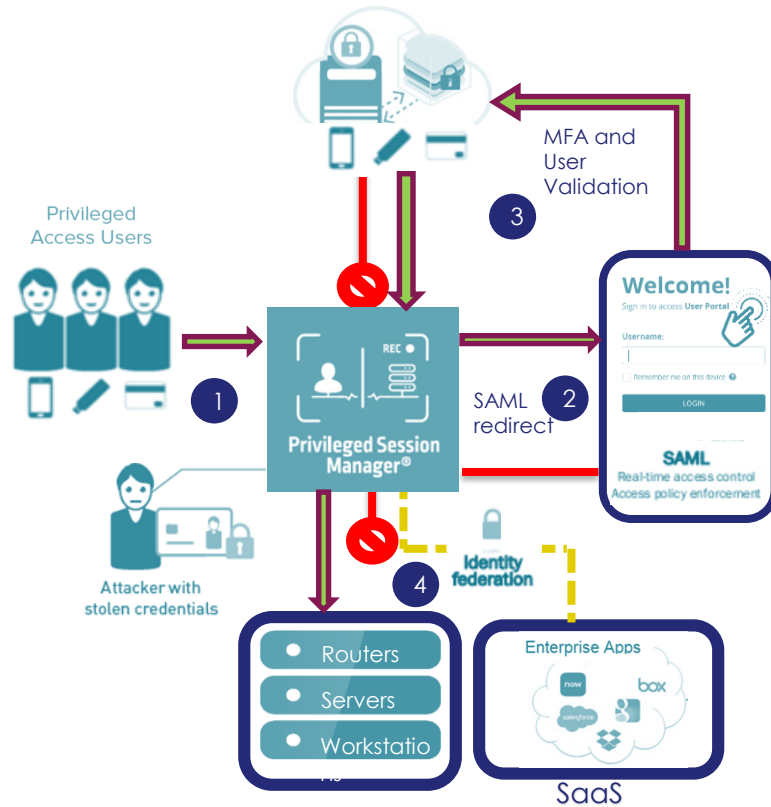 MFA and
User
Validation
3
Privileged
Access Users
1
REC
Privileged Session
Manager®
SAML
redirect
2
Welcome!
Sign in to access User Portal
Username:
Remember me on this device ?
LOGIN
SAML
Real-time access control
Access policy enforcement
Attacker with
stolen credentials
4
Identity
federation
Routers
Servers
Workstatio
Enterprise Apps
now
box
salesforce
SaaS